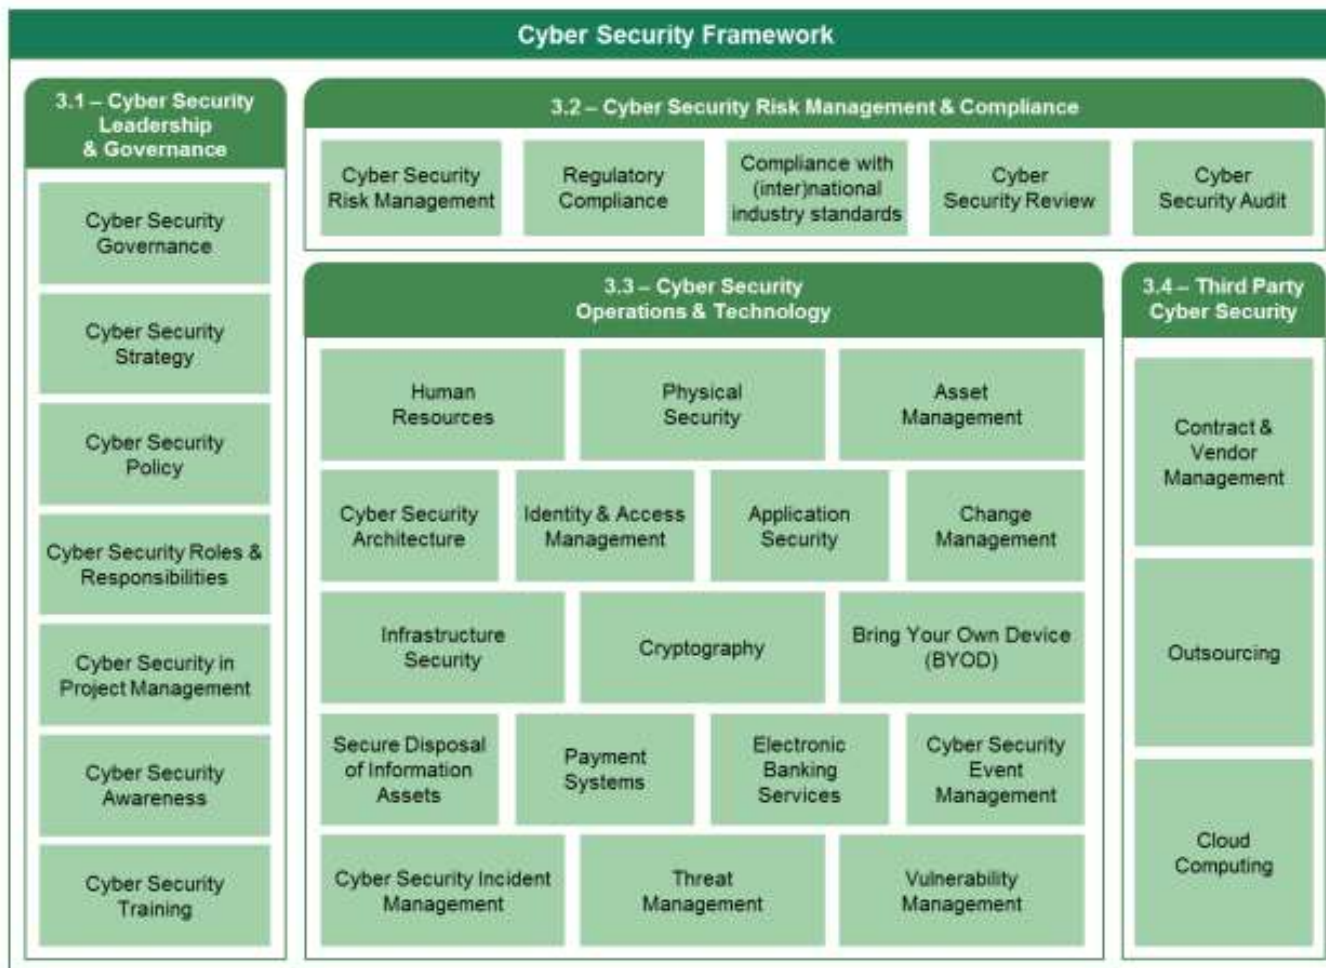 Cyber Security Framework
3.1 – Cyber Security
Leadership
& Governance
Cyber Security
Governance
Cyber Security
Strategy
Cyber Security
Policy
Cyber Security Roles &
Responsibilities
Cyber Security in
Project Management
Cyber Security
Awareness
Cyber Security
Training
3.2 – Cyber Security Risk Management & Compliance
Cyber Security
Risk Management
Regulatory
Compliance
Compliance with
(inter)national
industry standards
Cyber
Security Review
Cyber
Security Audit
3.3 – Cyber Security
Operations & Technology
Human
Resources
Physical
Security
Asset
Management
Cyber Security
Architecture
Identity & Access
Management
Application
Security
Change
Management
Infrastructure
Security
Cryptography
Bring Your Own Device
(BYOD)
Secure Disposal
of Information
Assets
Payment
Systems
Electronic
Banking
Services
Cyber Security
Event
Management
Cyber Security Incident
Management
Threat
Management
Vulnerability
Management
3.4 – Third Party
Cyber Security
Contract &
Vendor
Management
Outsourcing
Cloud
Computing